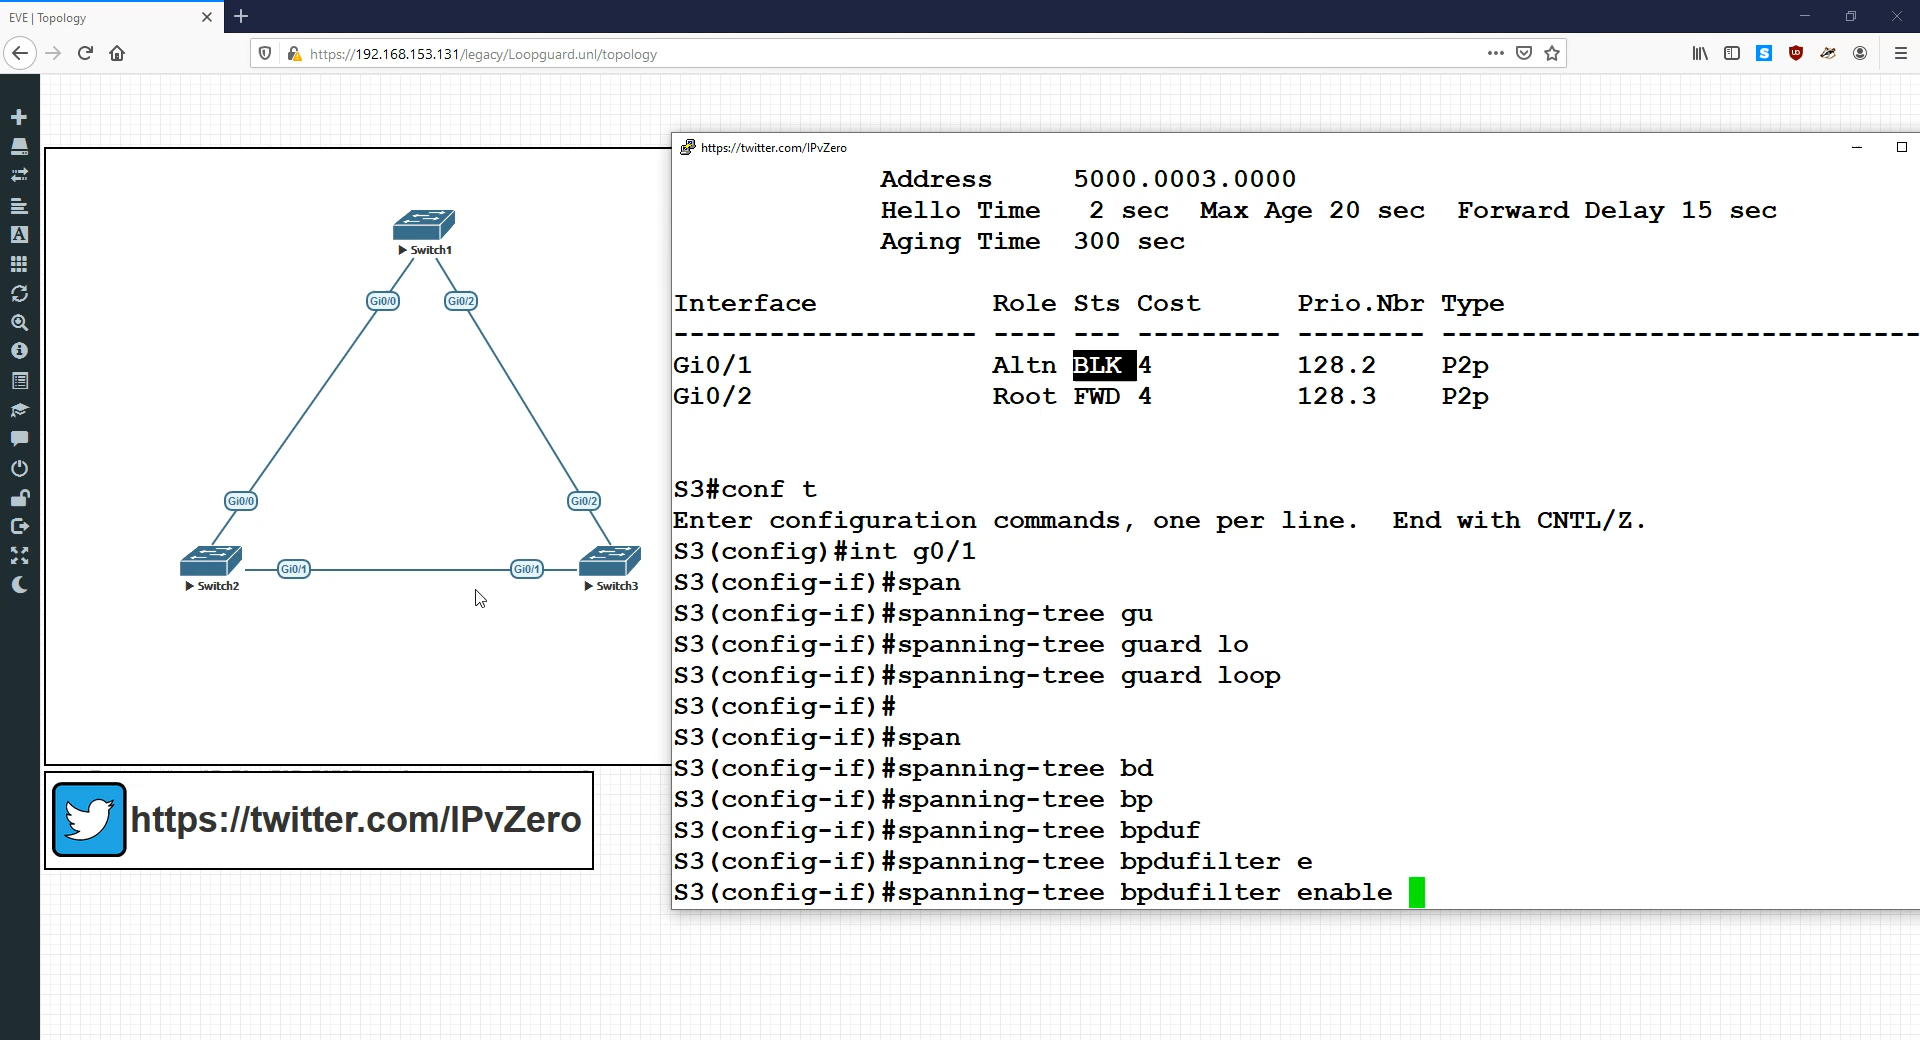 EVE | Topology
https://192.168.153.131/legacy/Loopguard.unl/topology
Switch1
Gi0/0
Gi0/2
Gi0/0
Gi0/2
Gi0/1
Gi0/1
Switch2
Switch3
https://twitter.com/IPvZero
https://twitter.com/IPvZero
Address 5000.0003.0000
Hello Time 2 sec Max Age 20 sec Forward Delay 15 sec
Aging Time 300 sec
Interface Role Sts Cost Prio.Nbr Type
------------------- ---- --- --------- -------- ------------------------------
Gi0/1 Altn BLK 4 128.2 P2p
Gi0/2 Root FWD 4 128.3 P2p
S3#conf t
Enter configuration commands, one per line. End with CNTL/Z.
S3(config)#int g0/1
S3(config-if)#span
S3(config-if)#spanning-tree gu
S3(config-if)#spanning-tree guard lo
S3(config-if)#spanning-tree guard loop
S3(config-if)#
S3(config-if)#span
S3(config-if)#spanning-tree bd
S3(config-if)#spanning-tree bp
S3(config-if)#spanning-tree bpduf
S3(config-if)#spanning-tree bpdufilter e
S3(config-if)#spanning-tree bpdufilter enable